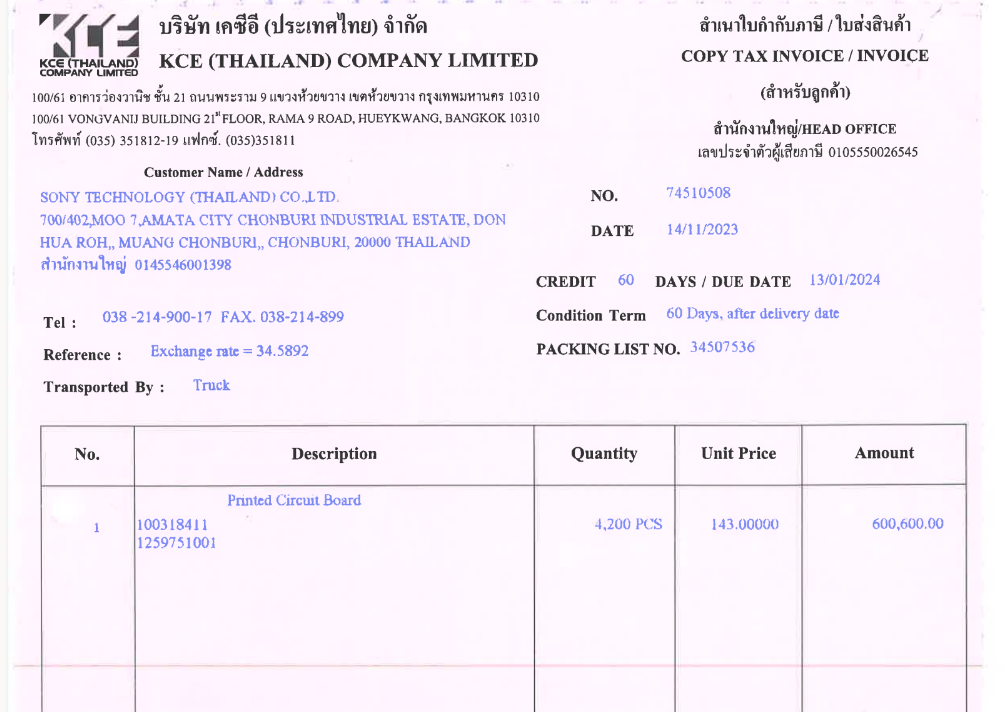 KCE
KCE (THAILAND)
COMPANY LIMITED
บริษัท เคซีอี (ประเทศไทย) จำกัด
KCE (THAILAND) COMPANY LIMITED
100/61 อาคารว่องวานิช ชั้น 21 ถนนพระราม 9 แขวงห้วยขวาง เขตห้วยขวาง กรุงเทพมหานคร 10310
100/61 VONGVANIJ BUILDING 21st FLOOR, RAMA 9 ROAD, HUEYKWANG, BANGKOK 10310
โทรศัพท์ (035) 351812-19 แฟกซ์. (035)351811
สำเนาใบกำกับภาษี / ใบส่งสินค้า
COPY TAX INVOICE / INVOICE
(สำหรับลูกค้า)
สำนักงานใหญ่/HEAD OFFICE
เลขประจำตัวผู้เสียภาษี 0105550026545
Customer Name / Address
SONY TECHNOLOGY (THAILAND) CO.,LTD.
700/402,MOO 7,AMATA CITY CHONBURI INDUSTRIAL ESTATE, DON
HUA ROH,, MUANG CHONBURI,, CHONBURI, 20000 THAILAND
สำนักงานใหญ่ 0145546001398
NO. 74510508
DATE 14/11/2023
CREDIT 60 DAYS / DUE DATE 13/01/2024
Tel : 038 -214-900-17 FAX. 038-214-899
Condition Term 60 Days, after delivery date
Reference : Exchange rate = 34.5892
PACKING LIST NO. 34507536
Transported By : Truck
No. Description Quantity Unit Price Amount
Printed Circuit Board
1 100318411 4,200 PCS 143.00000 600,600.00
1259751001